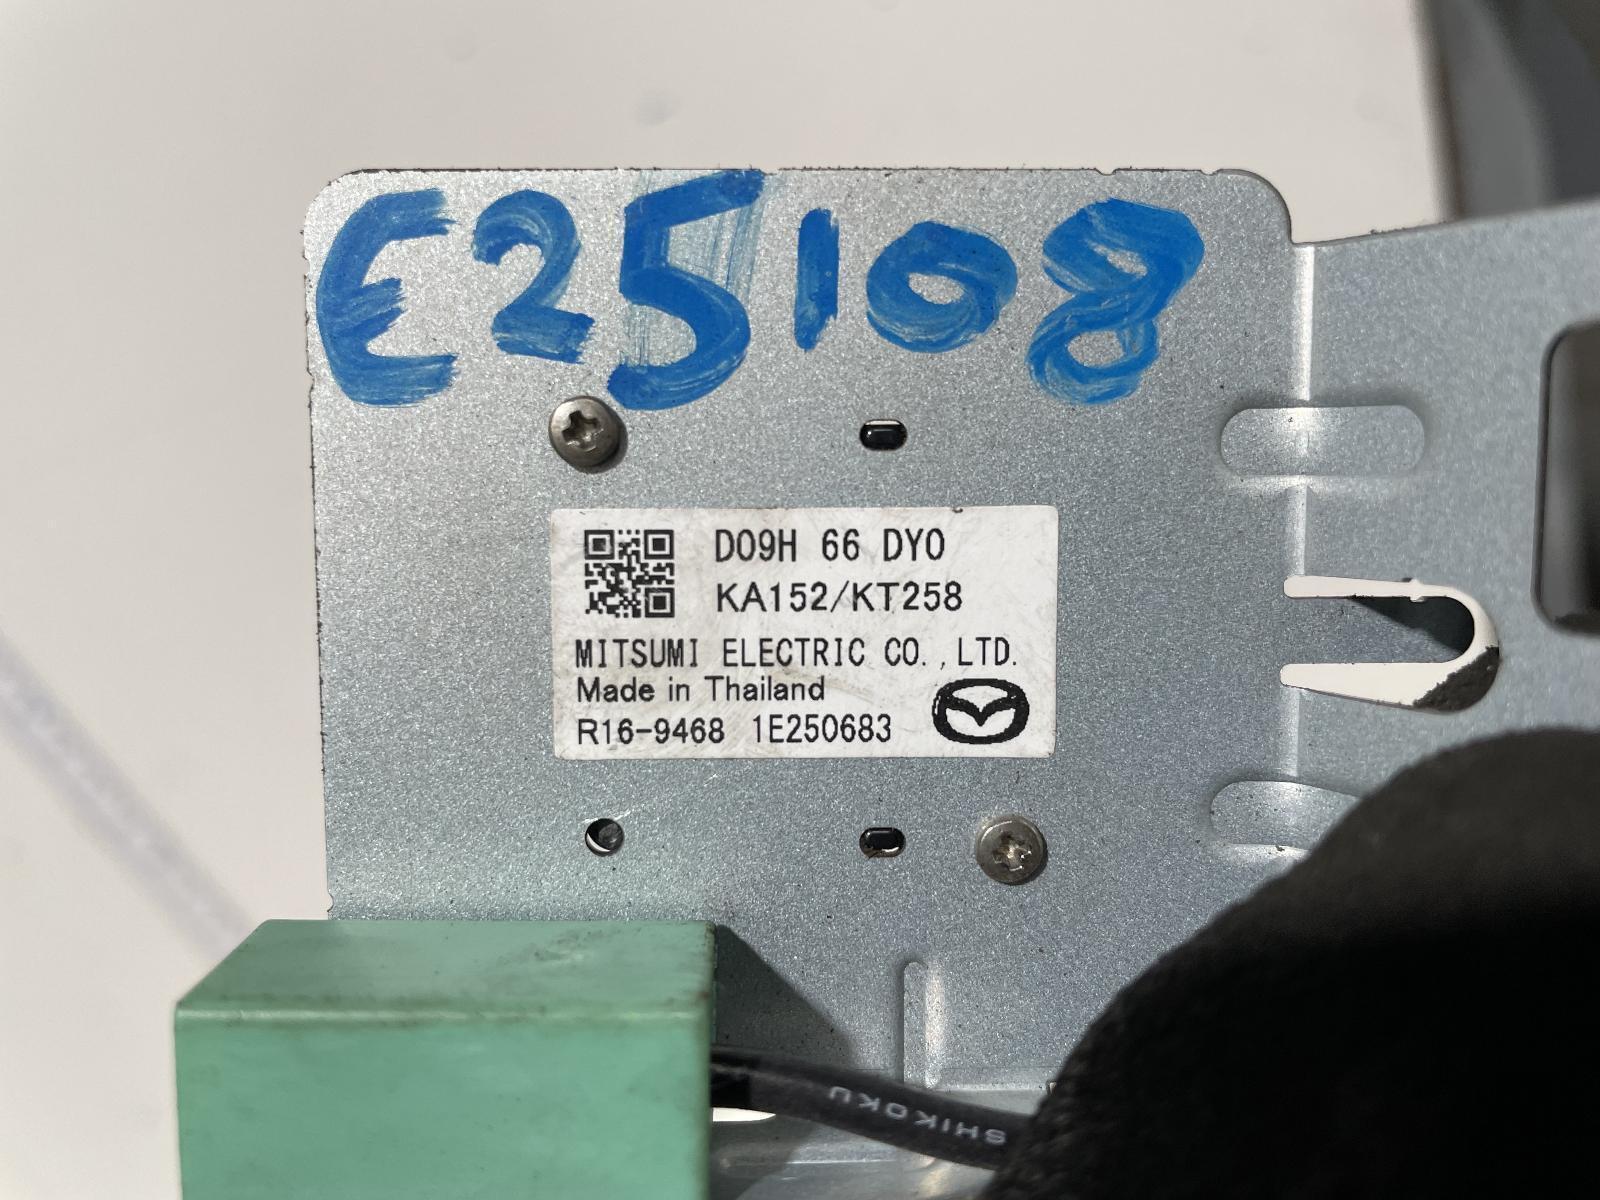 E25108
D09H 66 DY0
KA152/KT258
MITSUMI ELECTRIC CO.,LTD.
Made in Thailand
R16-9468 1E250683
SHIKOKU